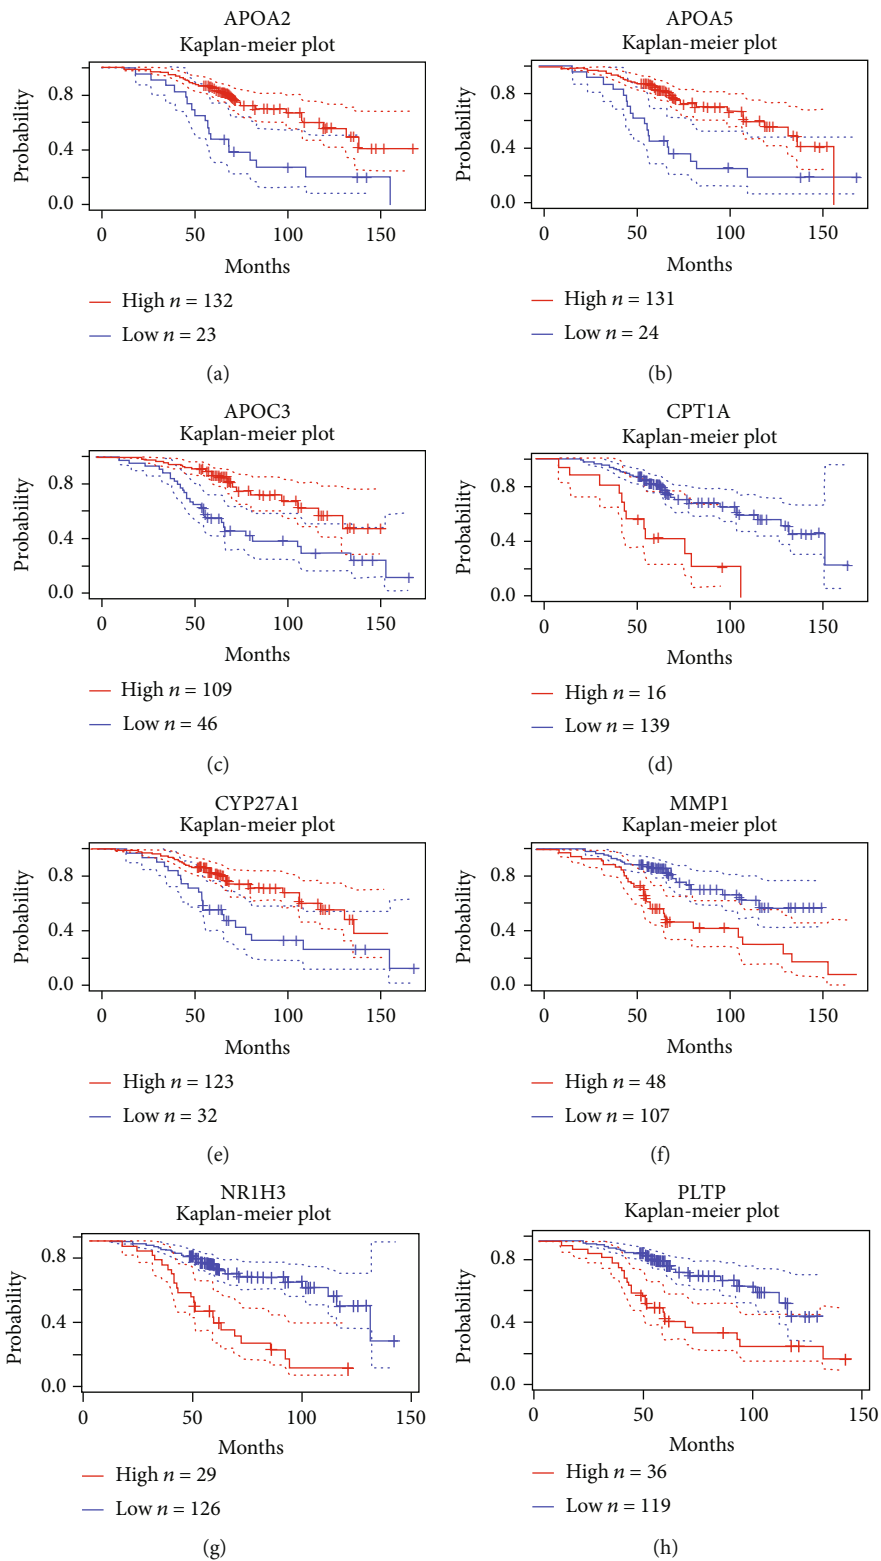 APOA2
Kaplan-meier plot
Probability
0.8
0.4
0.0
0 50 100 150
Months
High n = 132
Low n = 23
(a)
APOA5
Kaplan-meier plot
Probability
0.8
0.4
0.0
0 50 100 150
Months
High n = 131
Low n = 24
(b)
APOC3
Kaplan-meier plot
Probability
0.8
0.4
0.0
0 50 100 150
Months
High n = 109
Low n = 46
(c)
CPT1A
Kaplan-meier plot
Probability
0.8
0.4
0.0
0 50 100 150
Months
High n = 16
Low n = 139
(d)
CYP27A1
Kaplan-meier plot
Probability
0.8
0.4
0.0
0 50 100 150
Months
High n = 123
Low n = 32
(e)
MMP1
Kaplan-meier plot
Probability
0.8
0.4
0.0
0 50 100 150
Months
High n = 48
Low n = 107
(f)
NR1H3
Kaplan-meier plot
Probability
0.8
0.4
0.0
0 50 100 150
Months
High n = 29
Low n = 126
(g)
PLTP
Kaplan-meier plot
Probability
0.8
0.4
0.0
0 50 100 150
Months
High n = 36
Low n = 119
(h)